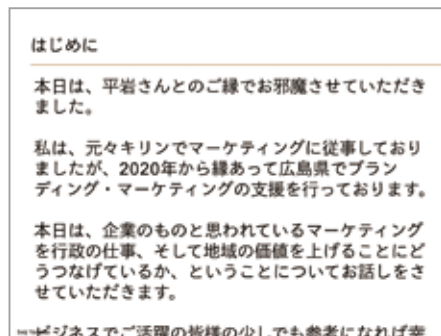 はじめに
本日は、平岩さんとのご縁でお邪魔させていただき
ました。
私は、元々キリンでマーケティングに従事しており
ましたが、2020年から縁あって広島県でブラン
ディング・マーケティングの支援を行っております。
本日は、企業のものと思われているマーケティング
を行政の仕事、そして地域の価値を上げることにど
うつなげているか、ということについてお話しをさ
せていただきます。
ビジネスでご活躍の皆様の少しでも参考になれば幸